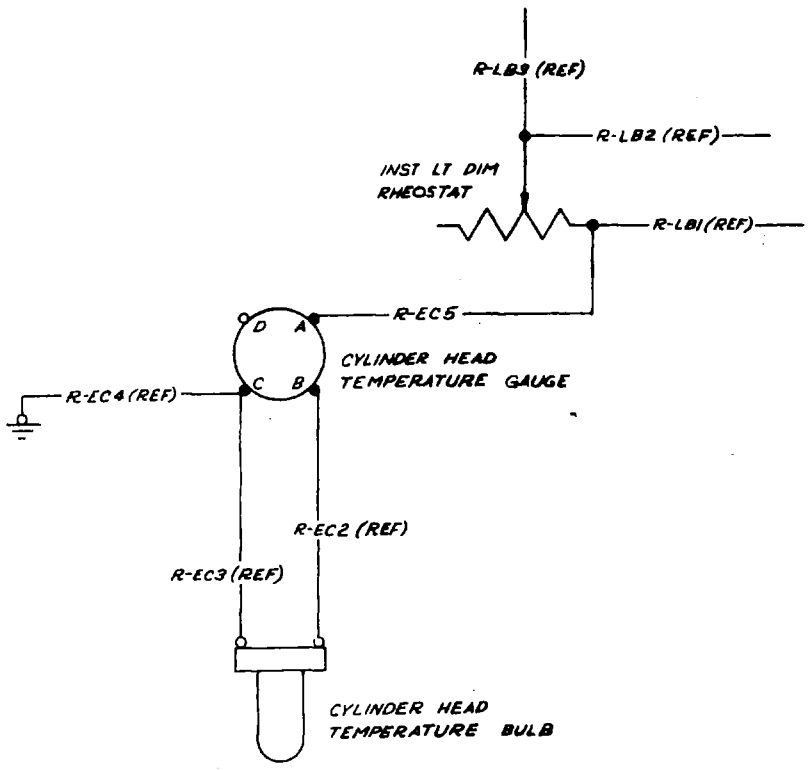 R-LB3 (REF)
R-LB2 (REF)
INST LT DIM
RHEOSTAT
R-LB1 (REF)
R-EC5
D A
C B
CYLINDER HEAD
TEMPERATURE GAUGE
R-EC4 (REF)
R-EC2 (REF)
R-EC3 (REF)
CYLINDER HEAD
TEMPERATURE BULB